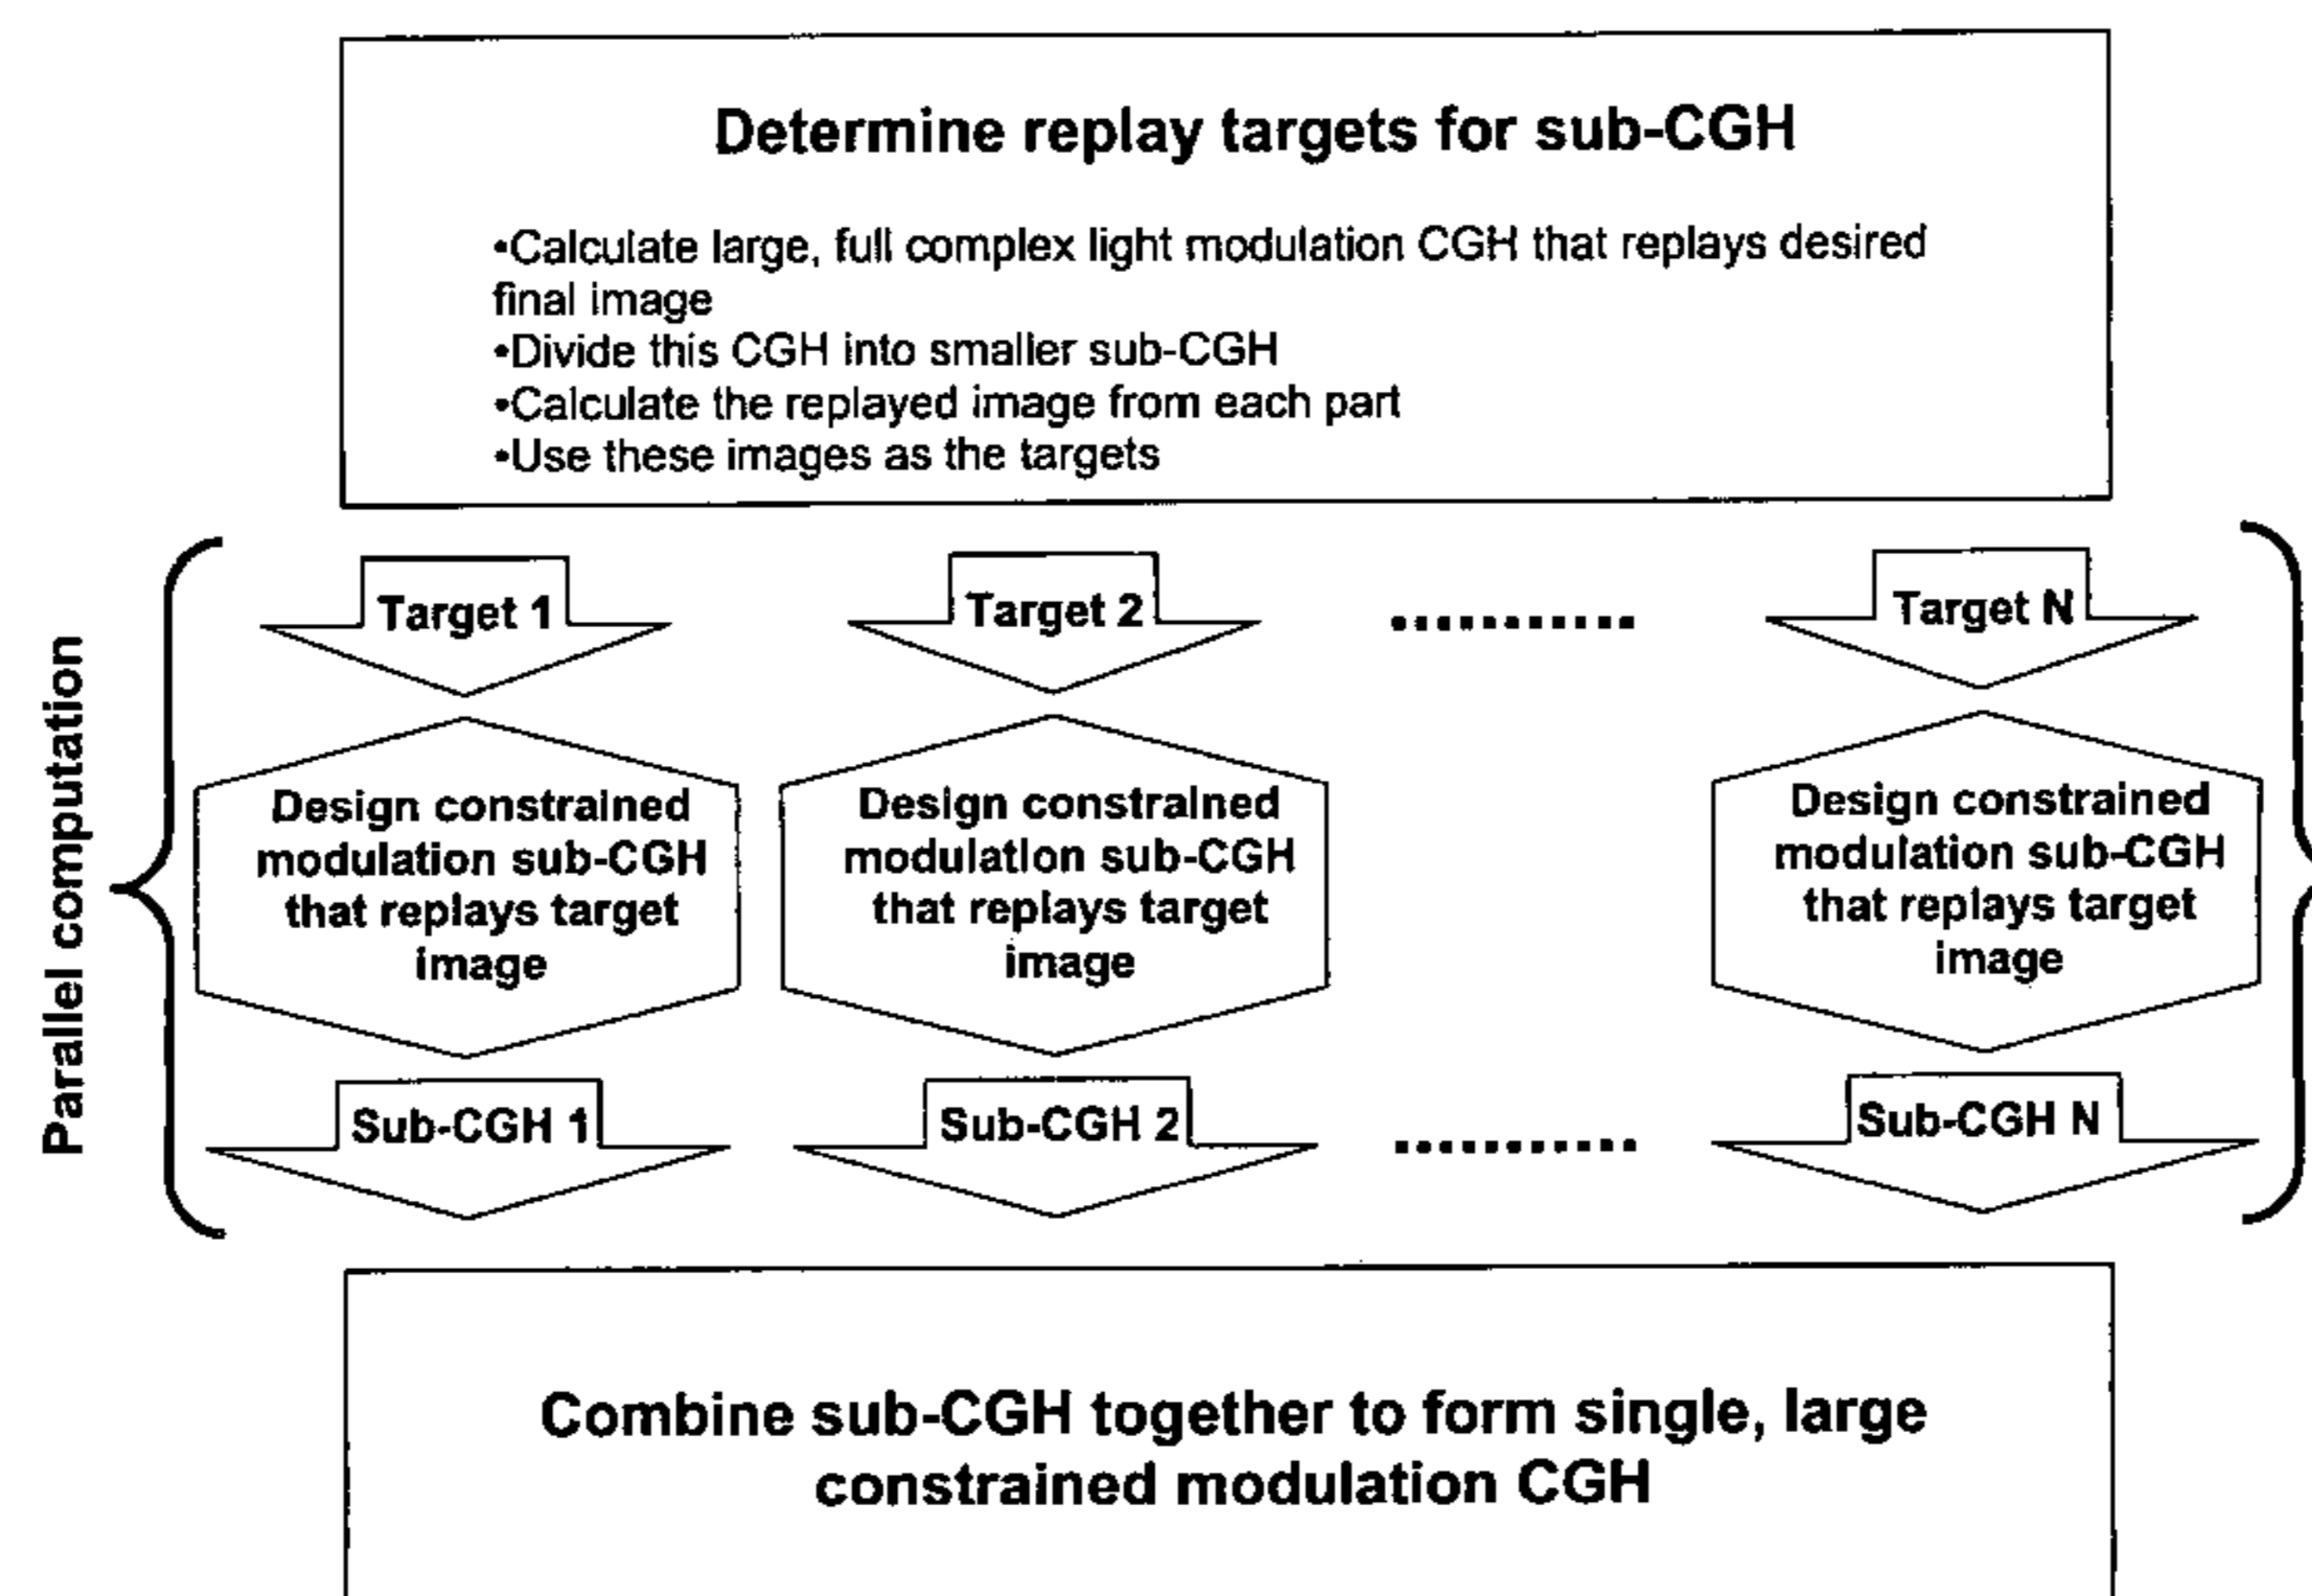 Determine replay targets for sub-CGH
•Calculate large, full complex light modulation CGH that replays desired
final image
•Divide this CGH into smaller sub-CGH
•Calculate the replayed image from each part
•Use these images as the targets
Parallel computation
Target 1
Target 2
Target N
Design constrained
modulation sub-CGH
that replays target
image
Design constrained
modulation sub-CGH
that replays target
image
Design constrained
modulation sub-CGH
that replays target
image
Sub-CGH 1
Sub-CGH 2
Sub-CGH N
Combine sub-CGH together to form single, large
constrained modulation CGH